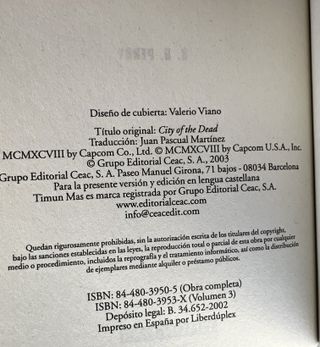 Diseño de cubierta: Valerio Viano
Título original: City of the Dead
Traducción: Juan Pascual Martínez
MCMXCVIII by Capcom Co., Ltd. © MCMXCVIII by Capcom U.S.A., Inc.
© Grupo Editorial Ceac, S. A., 2003
Grupo Editorial Ceac, S. A. Paseo Manuel Girona, 71 bajos - 08034 Barcelona
Para la presente versión y edición en lengua castellana
Timun Mas es marca registrada por Grupo Editorial Ceac, S.A.
www.editorialceac.com
info@ceacedit.com
Quedan rigurosamente prohibidas, sin la autorización escrita de los titulares del copyright,
bajo las sanciones establecidas en las leyes, la reproducción total o parcial de esta obra por cualquier
medio o procedimiento, incluidos la reprografía y el tratamiento informático, así como la distribución
de ejemplares mediante alquiler o préstamo públicos.
ISBN: 84-480-3950-5 (Obra completa)
ISBN: 84-480-3953-X (Volumen 3)
Depósito legal: B. 34.652-2002
Impreso en España por Liberdúplex